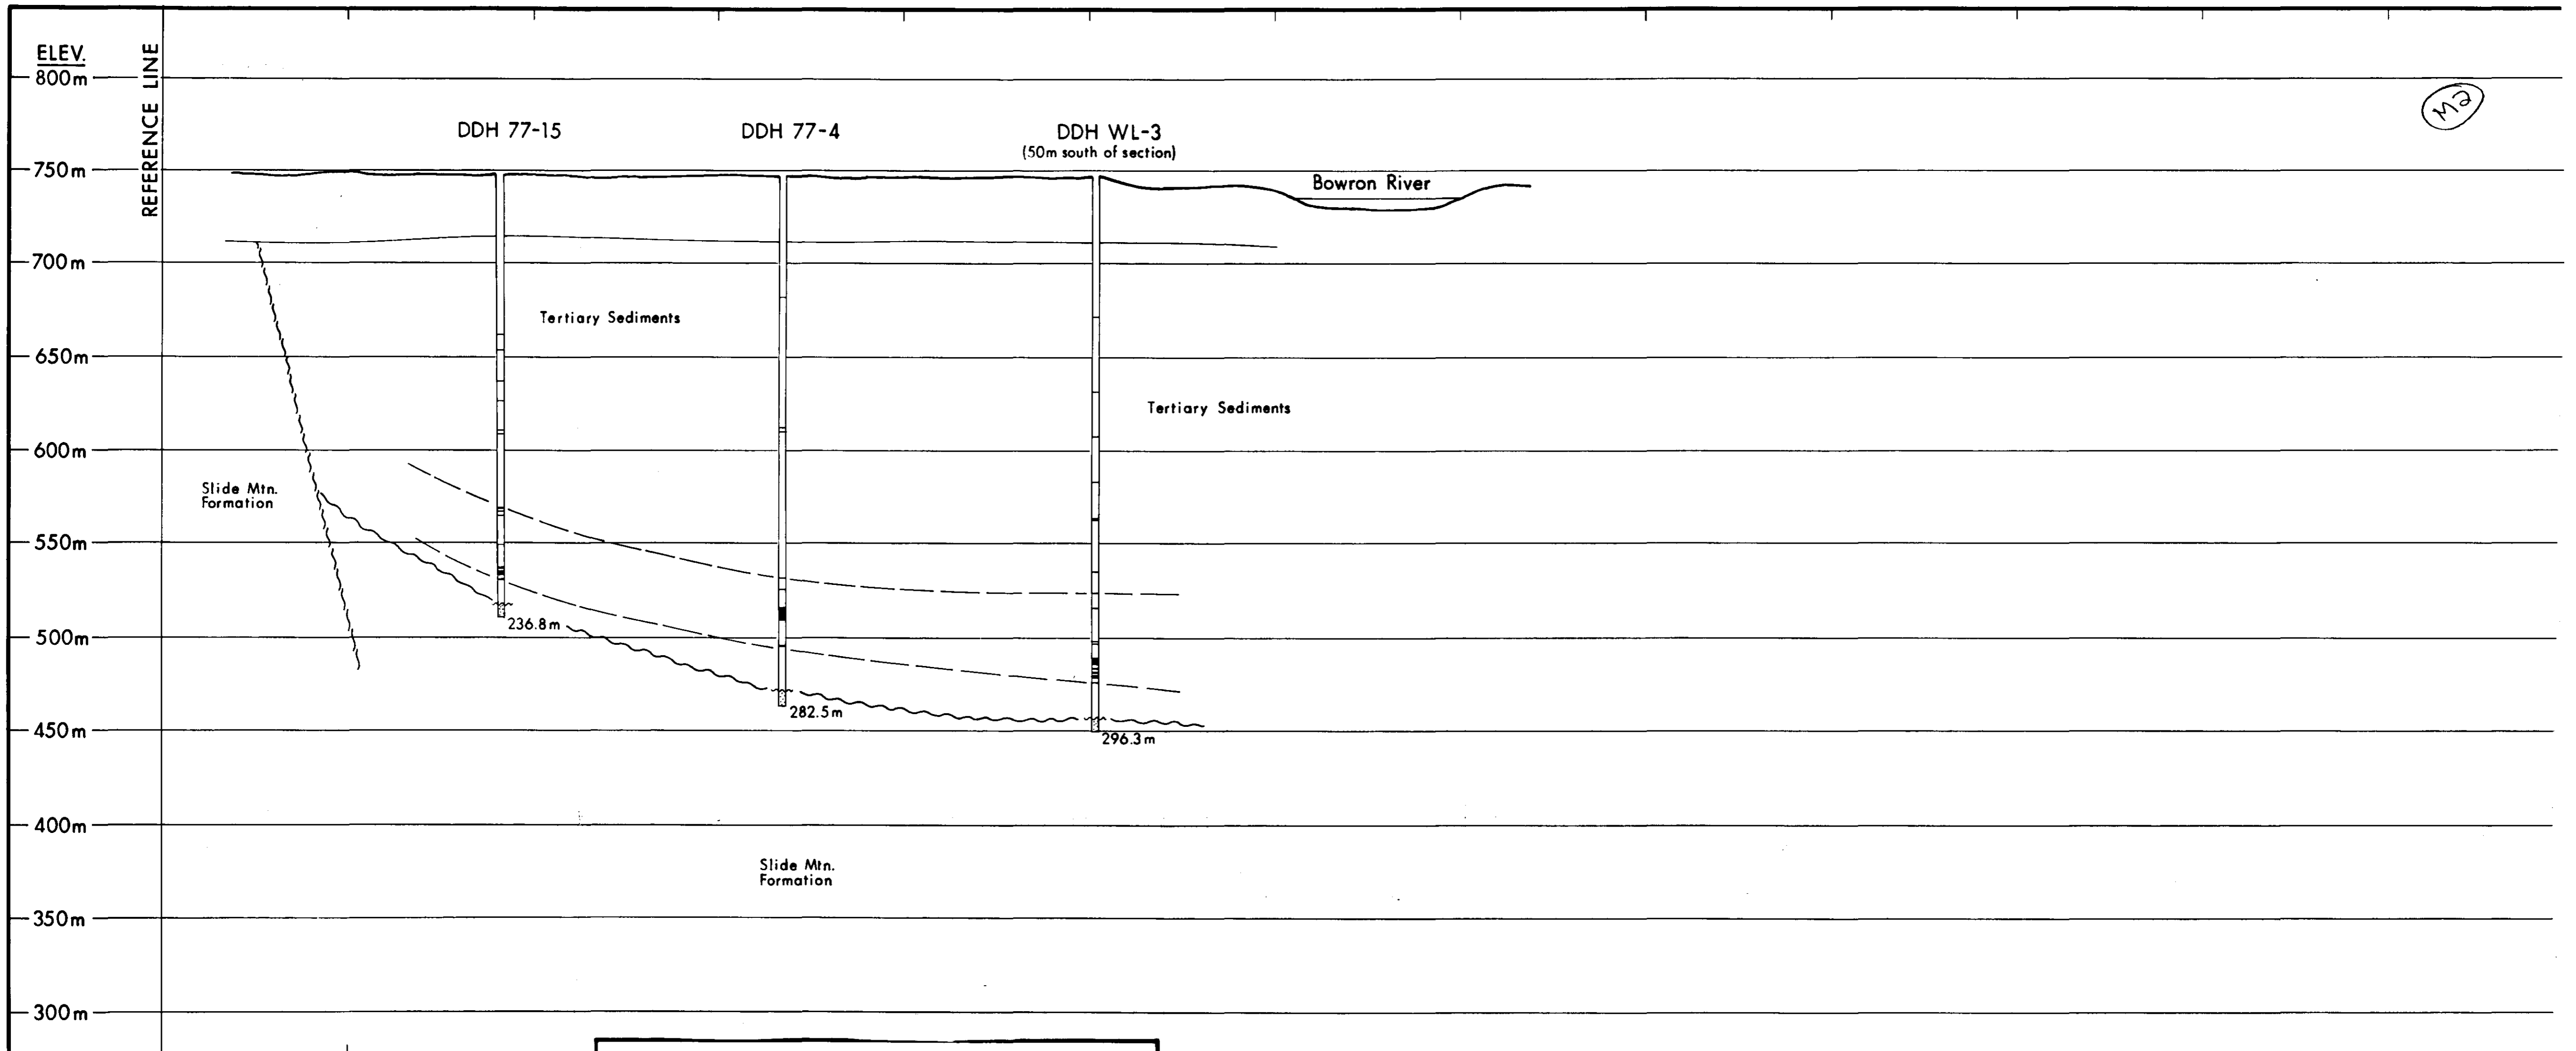 ELEV.
REFERENCE LINE
800m
750m
700m
650m
600m
550m
500m
450m
400m
350m
300m
DDH 77-15
DDH 77-4
DDH WL-3
(50m south of section)
M2
Bowron River
Tertiary Sediments
Tertiary Sediments
Slide Mtn.
Formation
236.8m
282.5m
296.3m
Slide Mtn.
Formation